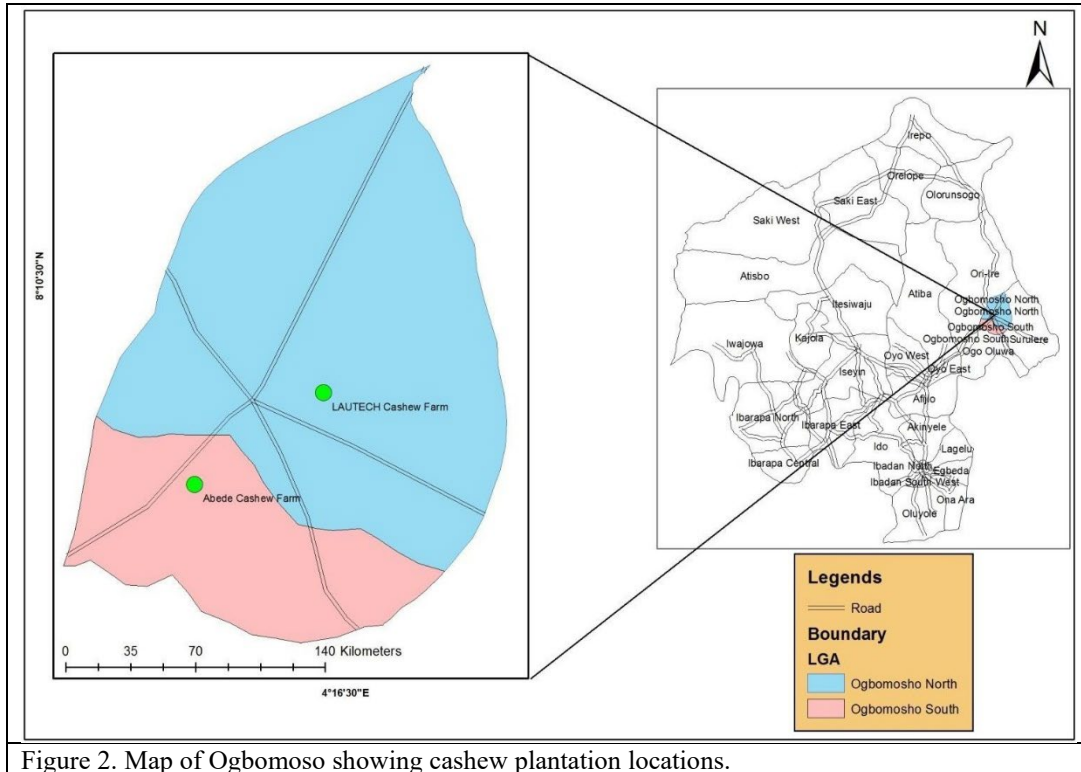 N
8°10'30"N
LAUTECH Cashew Farm
Abede Cashew Farm
0 35 70 140 Kilometers
4°16'30"E
Irepo
Orelope
Olorunsogo
Saki East
Saki West
Ori-Ire
Atisbo
Atiba
Itesiwaju
Ogbomosho North
Ogbomosho North
Ogbomosho South
Ogbomosho South
Surulere
Kajola
Iwajowa
Oyo West
Ogo Oluwa
Iseyin
Oyo East
Afijio
Ibarapa North
Ibarapa East
Akinyele
Ido
Lagelu
Ibarapa Central
Ibadan North
Egbeda
Ibadan South West
Ona Ara
Oluyole
Legends
Road
Boundary
LGA
Ogbomosho North
Ogbomosho South
Figure 2. Map of Ogbomoso showing cashew plantation locations.